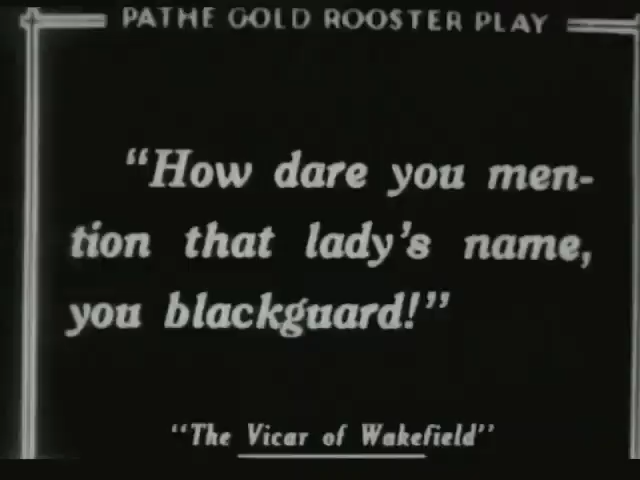 PATHE GOLD ROOSTER PLAY
"How dare you men-
tion that lady's name,
you blackguard!"
"The Vicar of Wakefield"